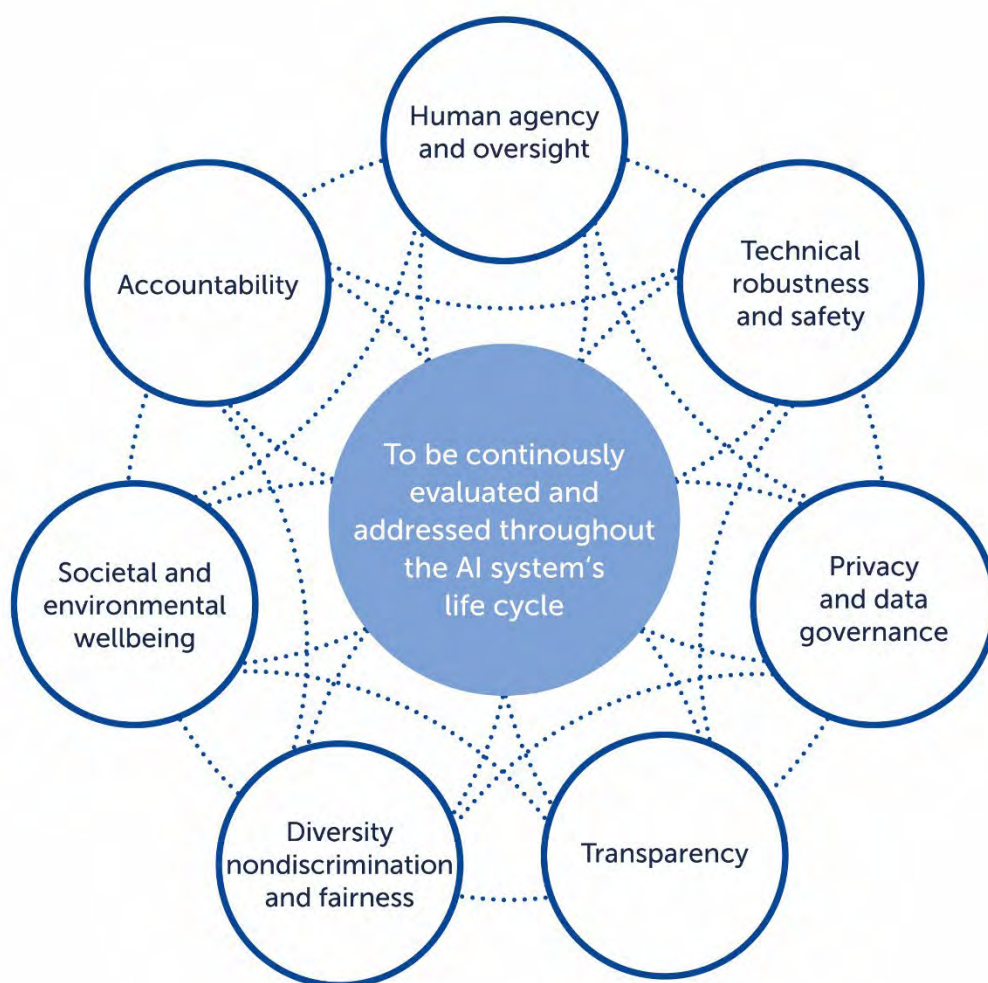 Human agency
and oversight
Technical
robustness
and safety
Privacy
and data
governance
Transparency
Diversity
nondiscrimination
and fairness
Societal and
environmental
wellbeing
Accountability
To be continously
evaluated and
addressed throughout
the AI system’s
life cycle